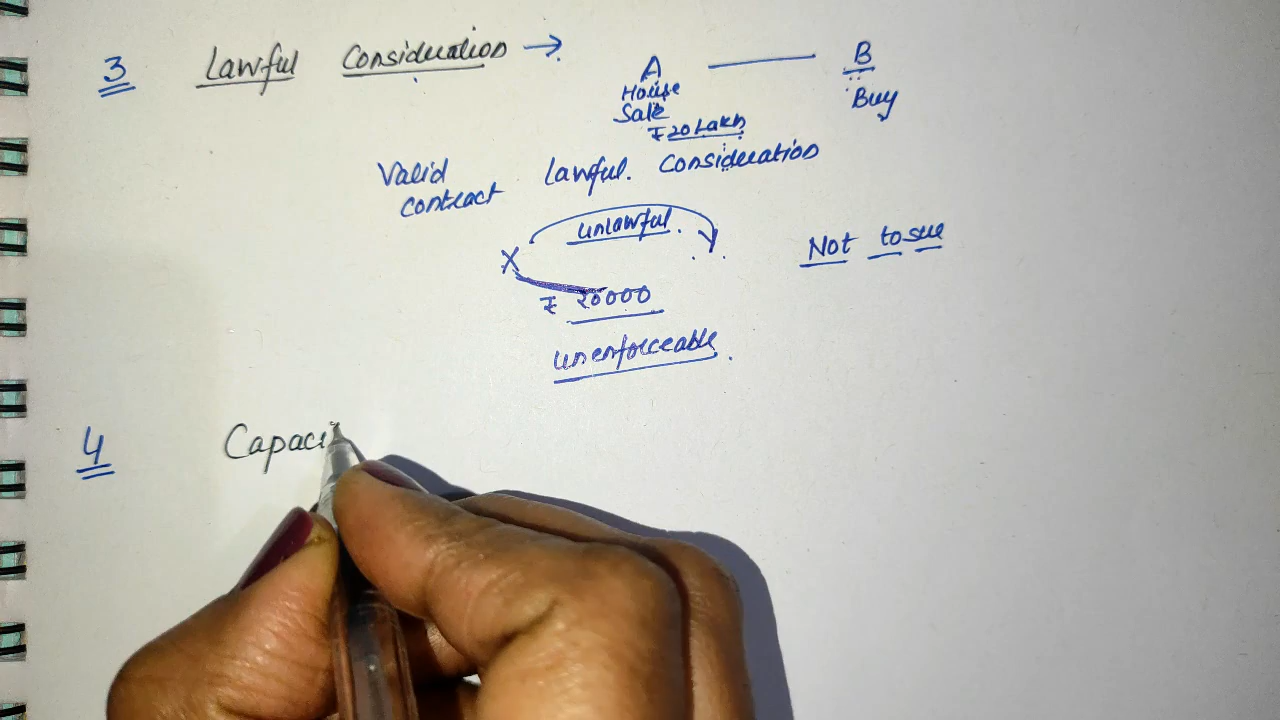 3 Lawful Consideration → A — B
House Buy
Sale
₹20 Lakh
Valid Lawful. Consideration
contract
unlawful. Not to sue
X Y
₹ 20000
unenforceable.
4 Capaci